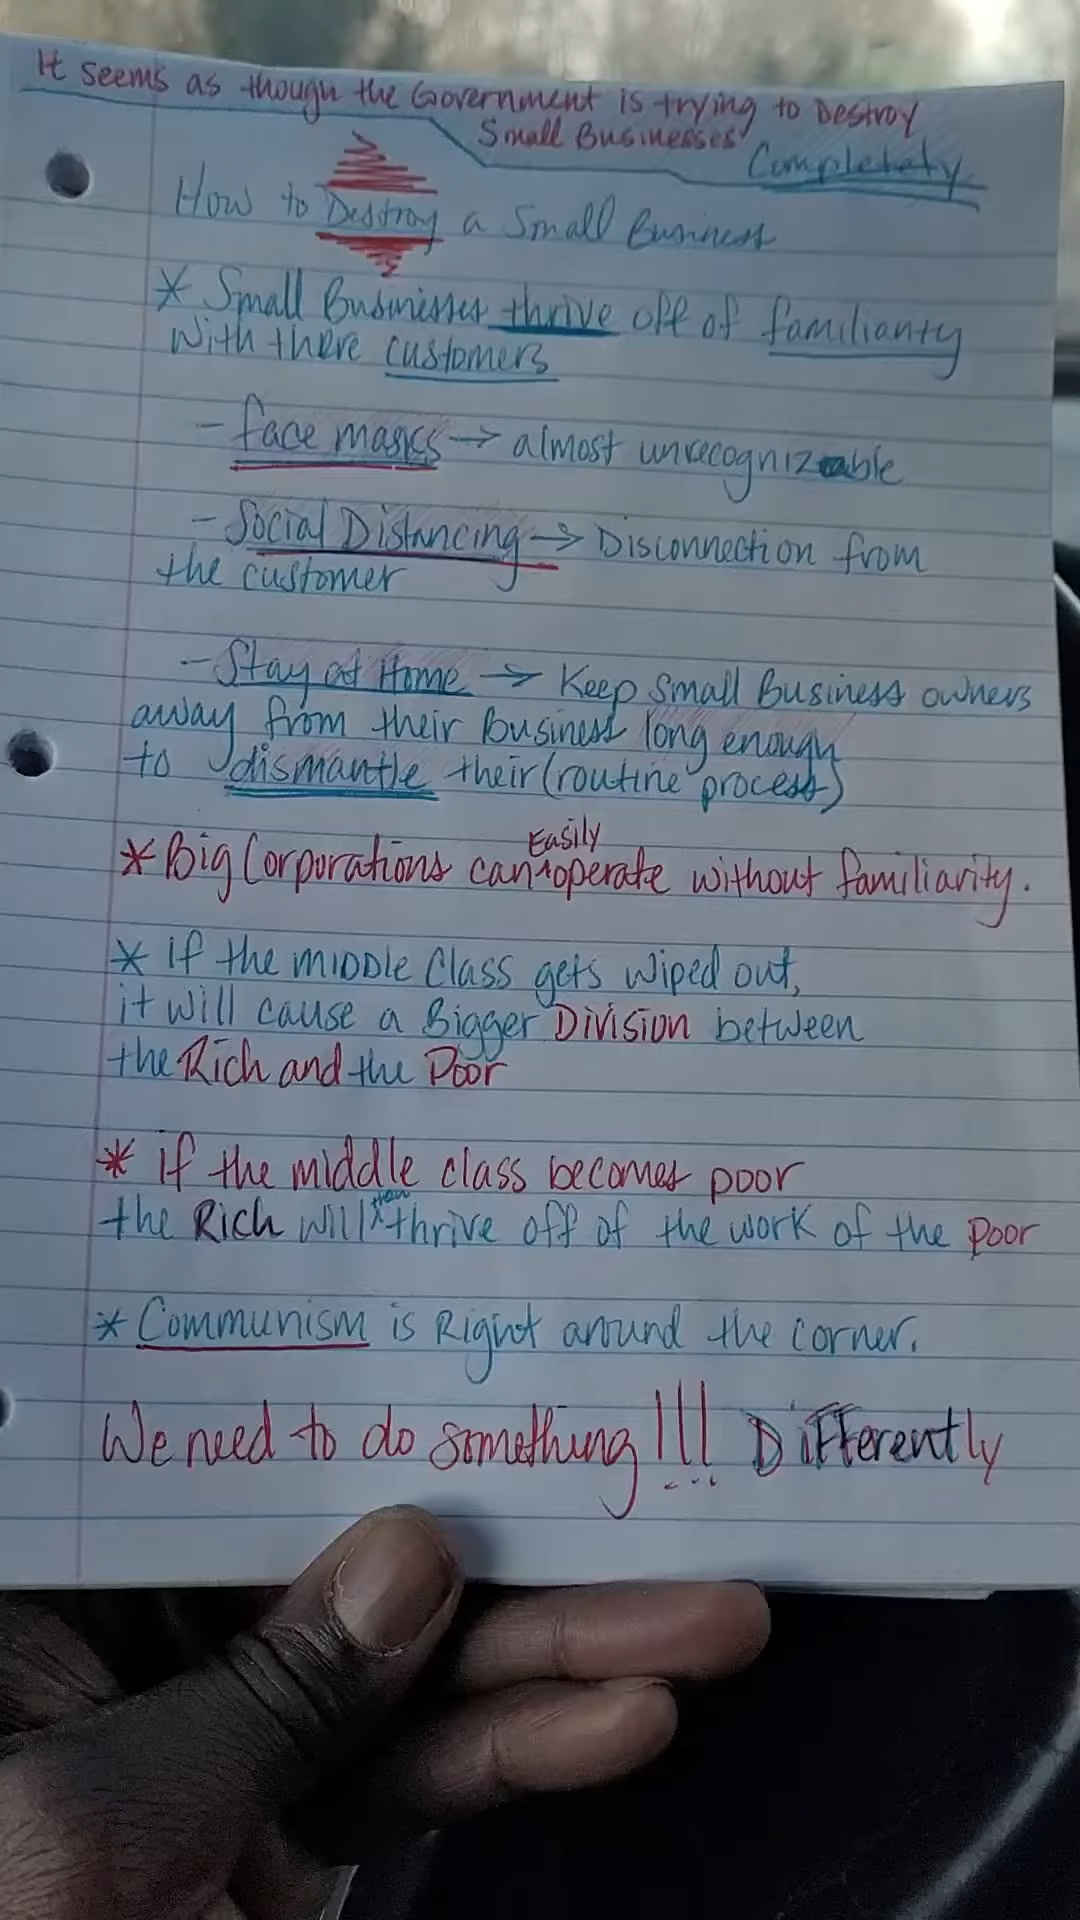 It seems as though the Government is trying to Destroy
Small Businesses
Completely
How to Destroy a Small Business
* Small Businesses thrive off of familiarity
with there customers
- face masks → almost unrecognizable
- Social Distancing → Disconnection from
the customer
- Stay at Home → Keep Small Business owners
away from their Business long enough
to dismantle their (routine process)
Easily
* Big Corporations can ^ operate without familiarity.
* if the middle Class gets wiped out,
it will cause a Bigger Division between
the Rich and the Poor
* if the middle class becomes poor
the Rich will ^ thrive off of the work of the Poor
* Communism is Right around the corner.
We need to do something!!! Differently